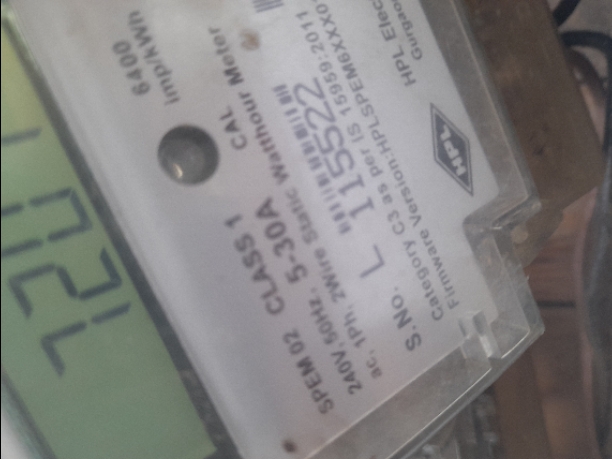 SPEM 02 CLASS 1
6400
imp/kWh
240V, 50Hz, 5-30A
CAL
ac, 1Ph, 2Wire Static Watthour Meter
S.No. L 115522
Category C3 as per IS 15959:2011
Firmware Version:HPLSPEM6XXX0
HPL
HPL Elec
Gurgao